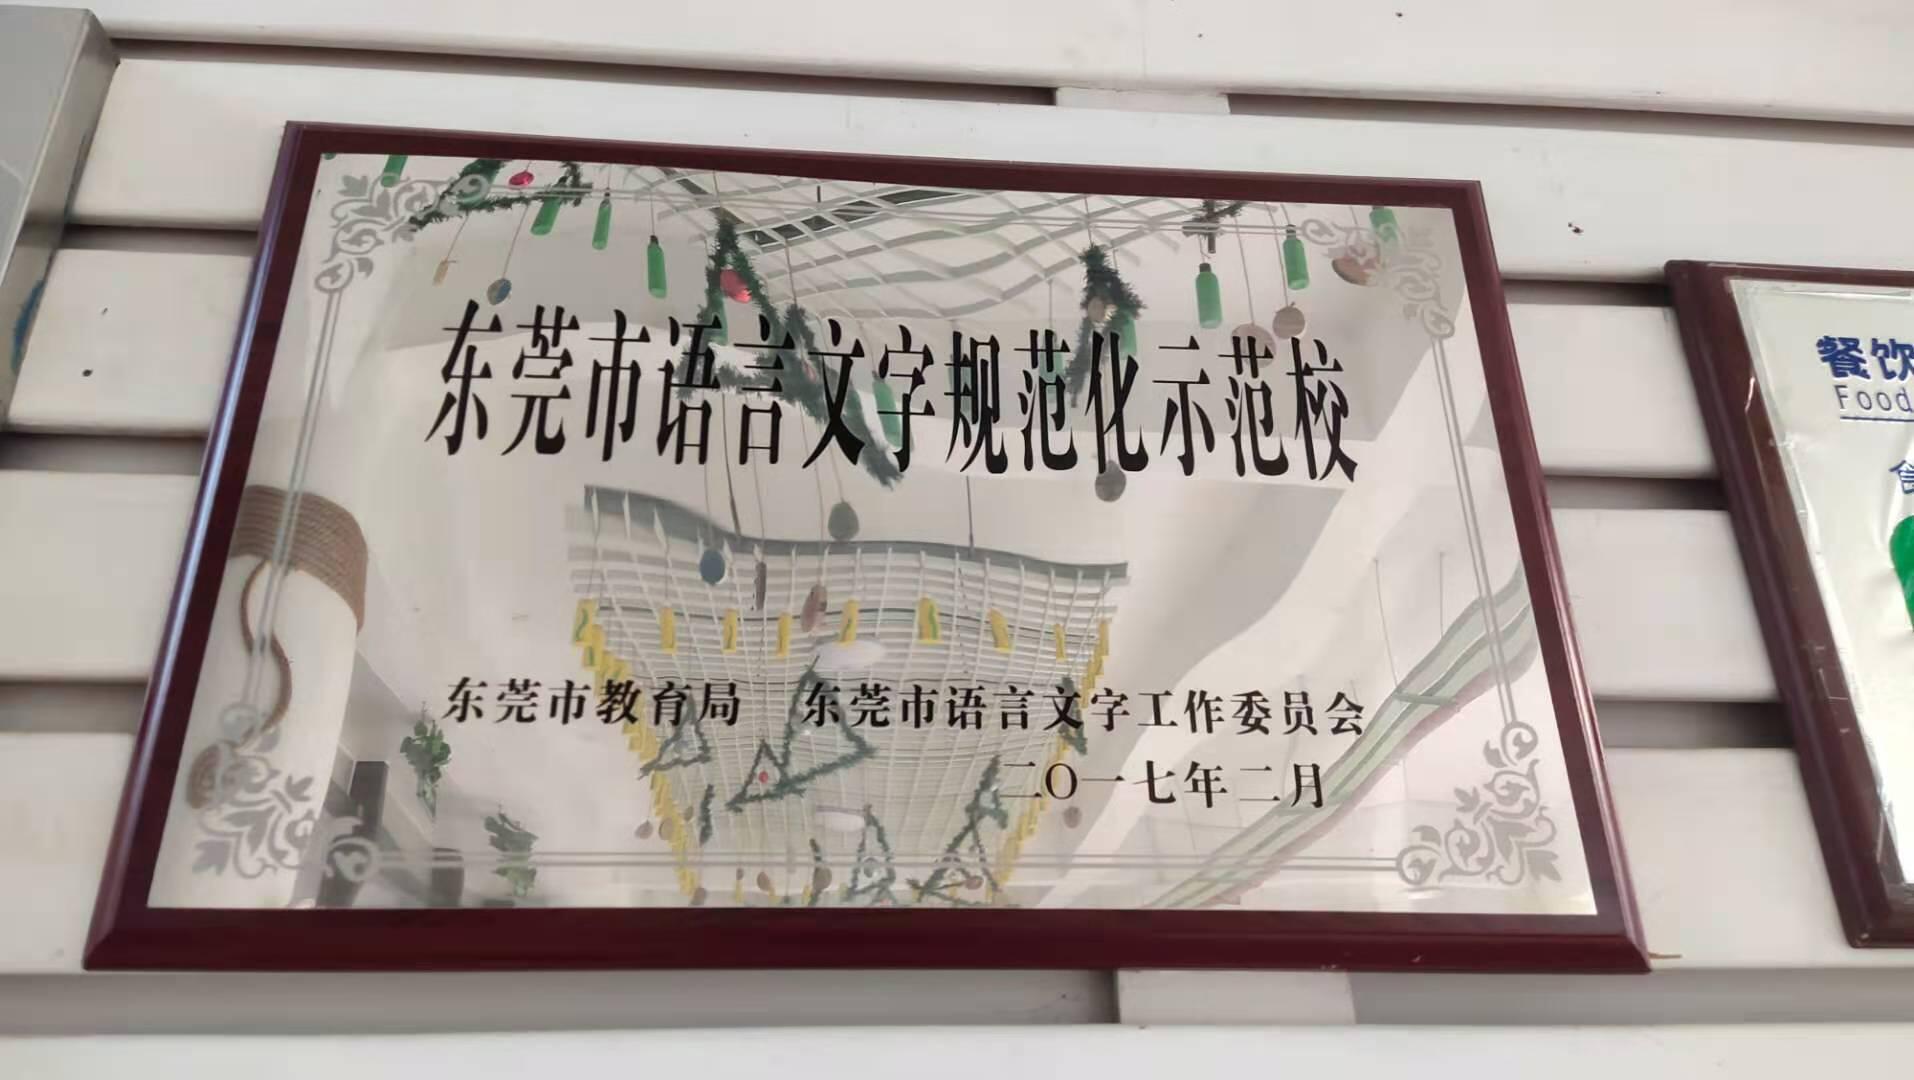 东莞市语言文字规范化示范校
东莞市教育局 东莞市语言文字工作委员会
二〇一七年二月
餐饮
Food